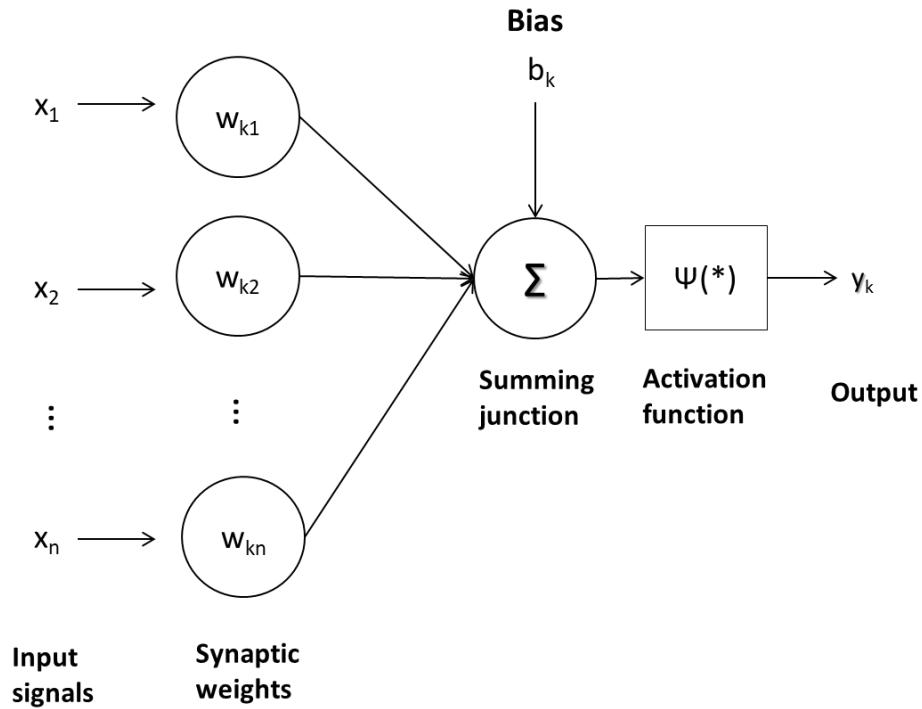 Bias
b_k
x_1
w_k1
x_2
w_k2
Σ
Ψ(*)
y_k
Summing
junction
Activation
function
Output
⋮
⋮
x_n
w_kn
Input
signals
Synaptic
weights